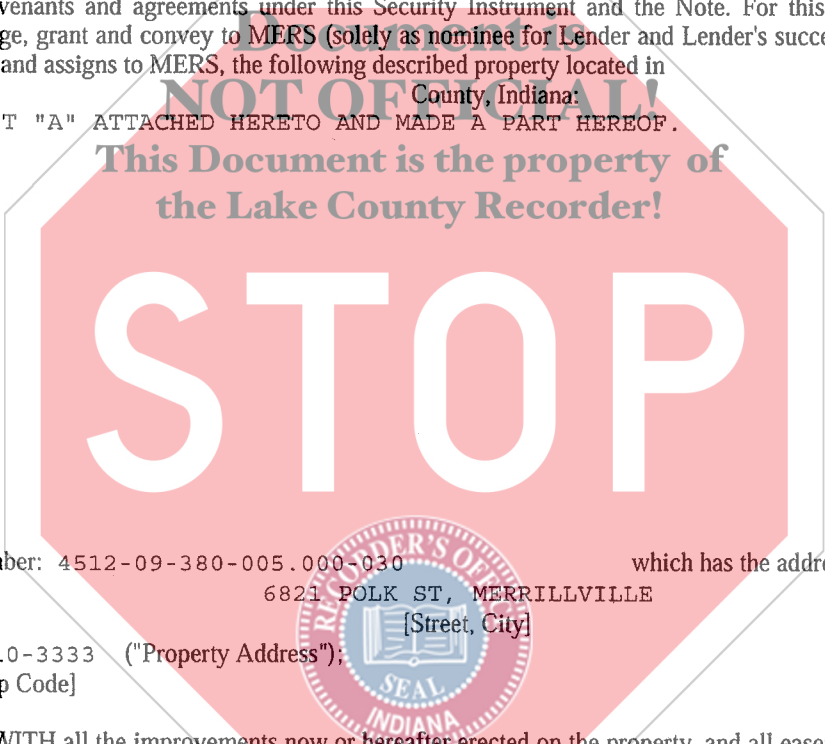 venants and agreements under this Security Instrument and the Note. For this
ge, grant and convey to MERS (solely as nominee for Lender and Lender's succe
and assigns to MERS, the following described property located in
County, Indiana:
T "A" ATTACHED HERETO AND MADE A PART HEREOF.
Document is
NOT OFFICIAL!
This Document is the property of
the Lake County Recorder!
STOP
ber: 4512-09-380-005.000-030 which has the addre
6821 POLK ST, MERRILLVILLE
[Street, City]
0-3333 ("Property Address");
p Code]
RECORDER'S OFFICE
SEAL
INDIANA
WITH all the improvements now or hereafter erected on the property, and all ease